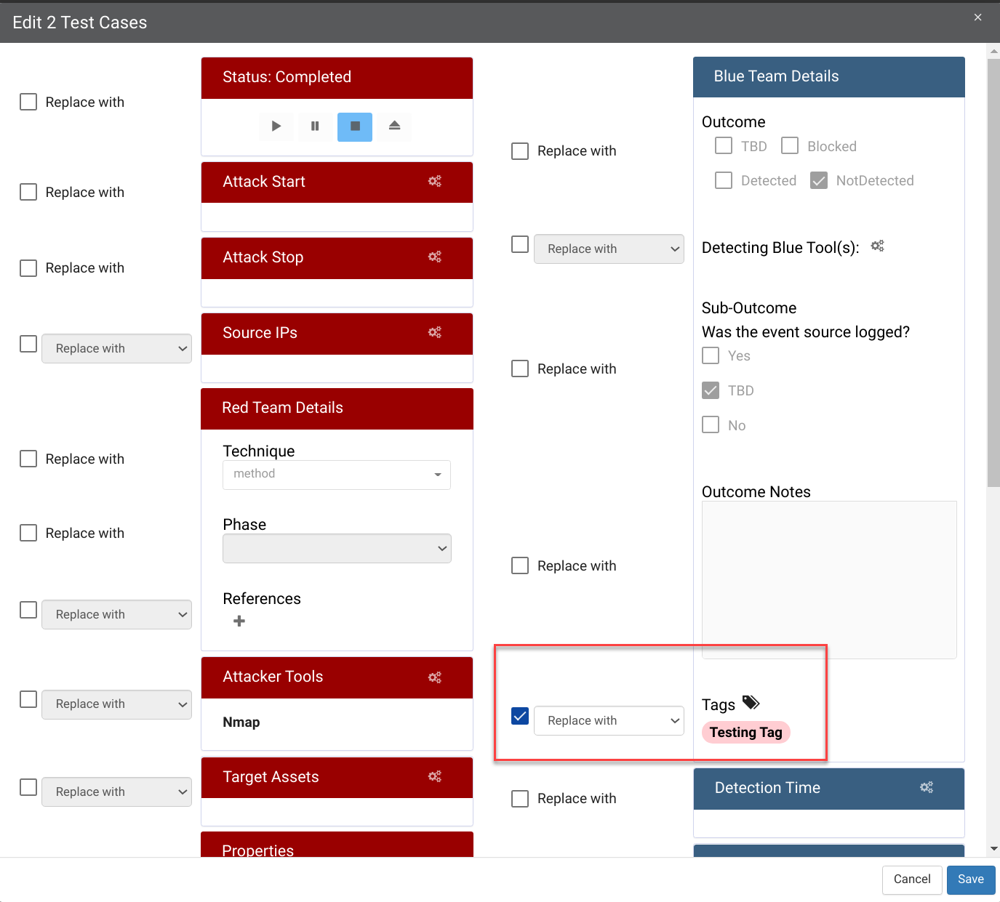 Edit 2 Test Cases
×
Replace with
Status: Completed
Replace with
Attack Start
Replace with
Attack Stop
Replace with
Source IPs
Red Team Details
Replace with
Technique
method
Replace with
Phase
Replace with
References
Replace with
Attacker Tools
Nmap
Replace with
Target Assets
Properties
Blue Team Details
Replace with
Outcome
TBD Blocked
Detected NotDetected
Replace with
Detecting Blue Tool(s):
Replace with
Sub-Outcome
Was the event source logged?
Yes
TBD
No
Replace with
Outcome Notes
Replace with
Tags
Testing Tag
Replace with
Detection Time
Cancel Save